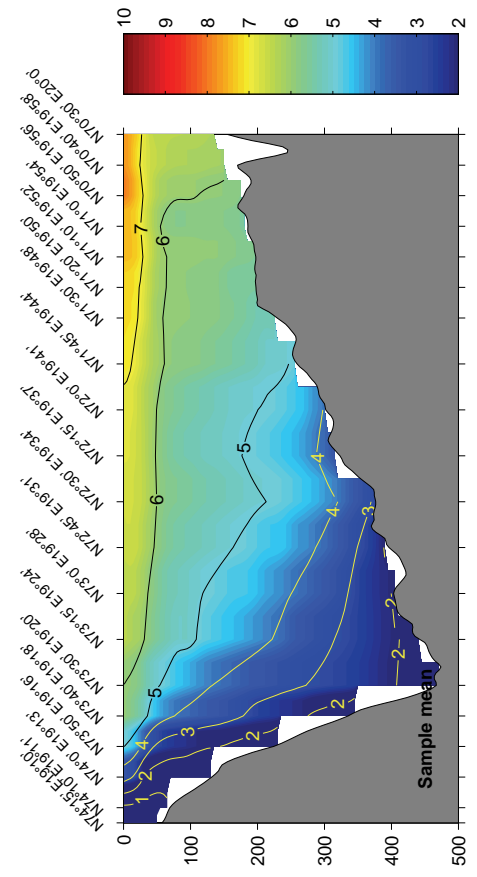 N74°15' E19°10'
N74°10' E19°11'
N74°0' E19°13'
N73°50' E19°16'
N73°40' E19°18'
N73°30' E19°20'
N73°15' E19°24'
N73°0' E19°28'
N72°45' E19°31'
N72°30' E19°34'
N72°15' E19°37'
N72°0' E19°41'
N71°45' E19°44'
N71°30' E19°48'
N71°20' E19°50'
N71°10' E19°52'
N71°0' E19°54'
N70°50' E19°56'
N70°40' E19°58'
N70°30' E20°0'
0
100
200
300
400
500
1
2
4
3
5
2
2
2
2
6
3
4
4
5
6
7
Sample mean
10
9
8
7
6
5
4
3
2